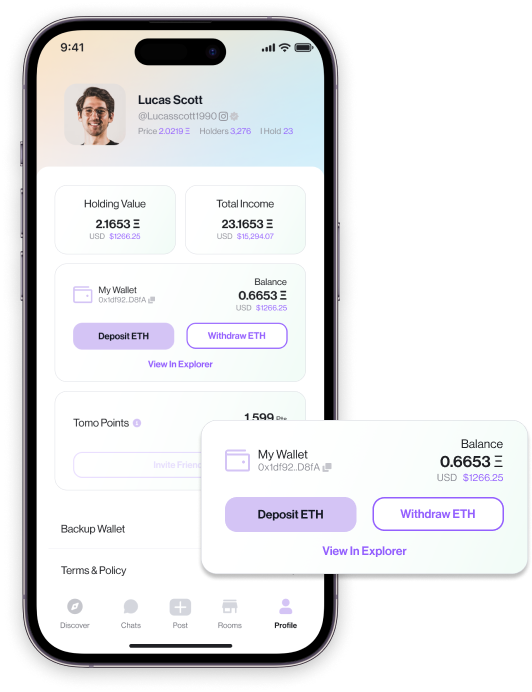 9:41
Lucas Scott
@Lucasscott1990
Price 2.0219 Ξ Holders 3,276 I Hold 23
Holding Value
2.1653 Ξ
USD $1266.25
Total Income
23.1653 Ξ
USD $15,294.07
My Wallet
0x1df92..D8fA
Balance
0.6653 Ξ
USD $1266.25
Deposit ETH
Withdraw ETH
View In Explorer
Tomo Points
1,599 Pts
Invite Frien
Backup Wallet
Terms & Policy
Discover
Chats
Post
Rooms
Profile
My Wallet
0x1df92..D8fA
Balance
0.6653 Ξ
USD $1266.25
Deposit ETH
Withdraw ETH
View In Explorer